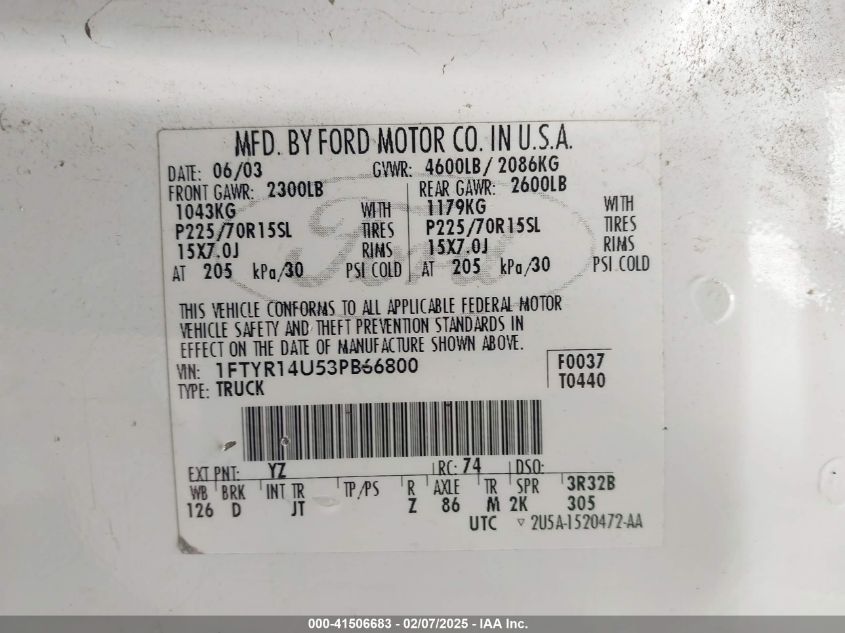 MFD. BY FORD MOTOR CO. IN U.S.A.
DATE: 06/03 GVWR: 4600LB/ 2086KG
FRONT GAWR: 2300LB REAR GAWR: 2600LB
1043KG WITH 1179KG WITH
P225/70R15SL TIRES P225/70R15SL TIRES
15X7.0J RIMS 15X7.0J RIMS
AT 205 kPa/30 PSI COLD AT 205 kPa/30 PSI COLD
Ford
THIS VEHICLE CONFORMS TO ALL APPLICABLE FEDERAL MOTOR
VEHICLE SAFETY AND THEFT PREVENTION STANDARDS IN
EFFECT ON THE DATE OF MANUFACTURE SHOWN ABOVE.
VIN: 1FTYR14U53PB66800 F0037
TYPE: TRUCK T0440
EXT PNT: YZ RC: 74 DSO:
WB BRK INT TR TP/PS R AXLE TR SPR 3R32B
126 D JT Z 86 M 2K 305
UTC ▿ 2U5A-1520472-AA
000-41506683 - 02/07/2025 - IAA Inc.